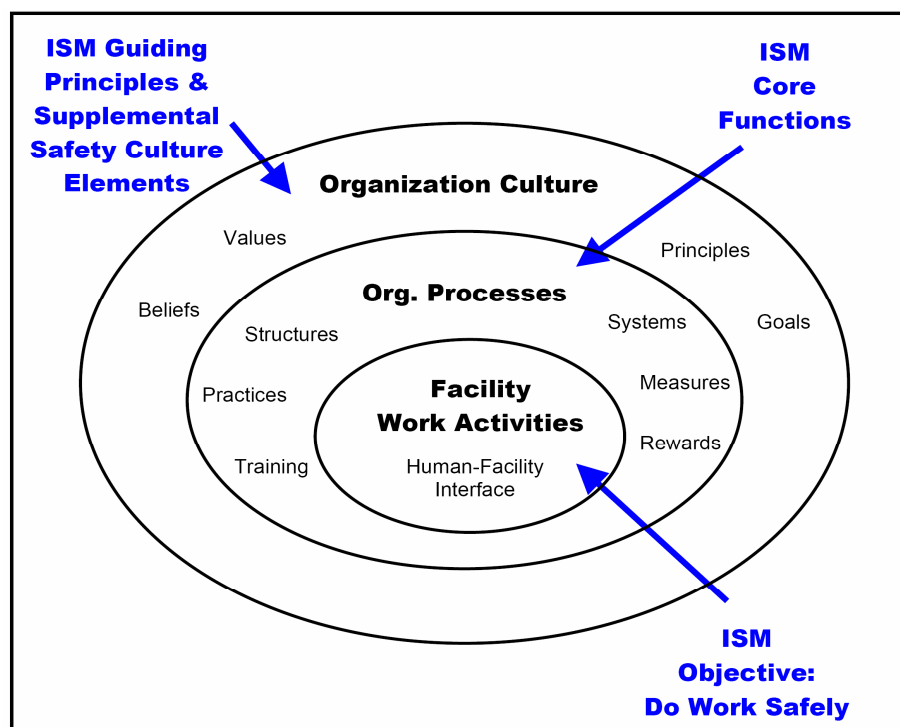 ISM Guiding
Principles &
Supplemental
Safety Culture
Elements
ISM
Core
Functions
Organization Culture
Values
Principles
Beliefs
Goals
Org. Processes
Structures
Systems
Practices
Measures
Training
Rewards
Facility
Work Activities
Human-Facility
Interface
ISM
Objective:
Do Work Safely